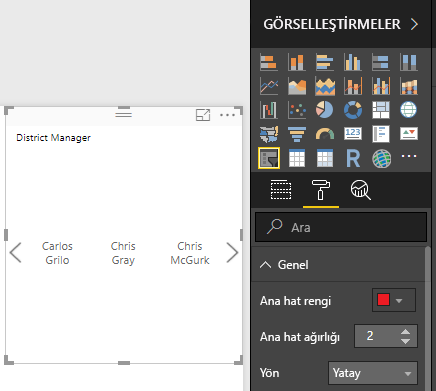 GÖRSELLEŞTİRMELER
District Manager
Carlos
Grilo
Chris
Gray
Chris
McGurk
123
R
Ara
Genel
Ana hat rengi
Ana hat ağırlığı
2
Yön
Yatay